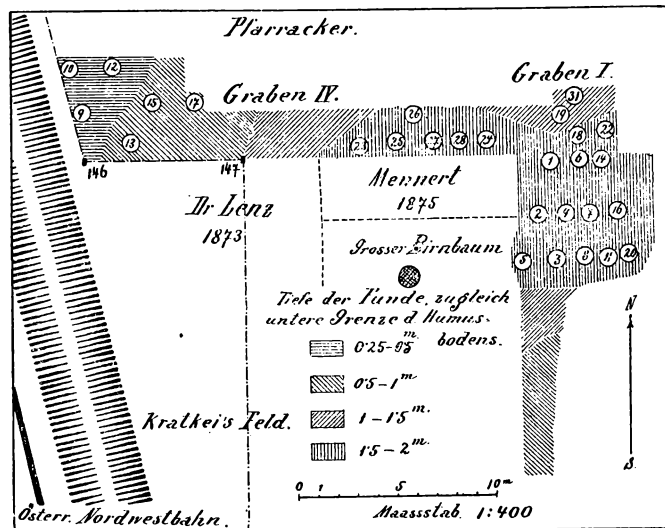 Pfarracker.
Graben I.
Graben IV.
10
12
15
17
9
13
146
147
26
23
25
27
28
24
31
19
18
22
1
6
14
2
4
7
16
5
3
8
11
20
Mennert
1875
Dr Lenz
1873
Grosser Birnbaum
Tiefe der Funde, zugleich
untere Grenze d. Humus-
bodens.
0·25–0·5 m.
0·5–1 m
1–1·5 m.
1·5–2 m.
Kratkei's Feld.
N
S.
0 1 5 10 m
Maassstab. 1:400
Österr. Nordwestbahn.